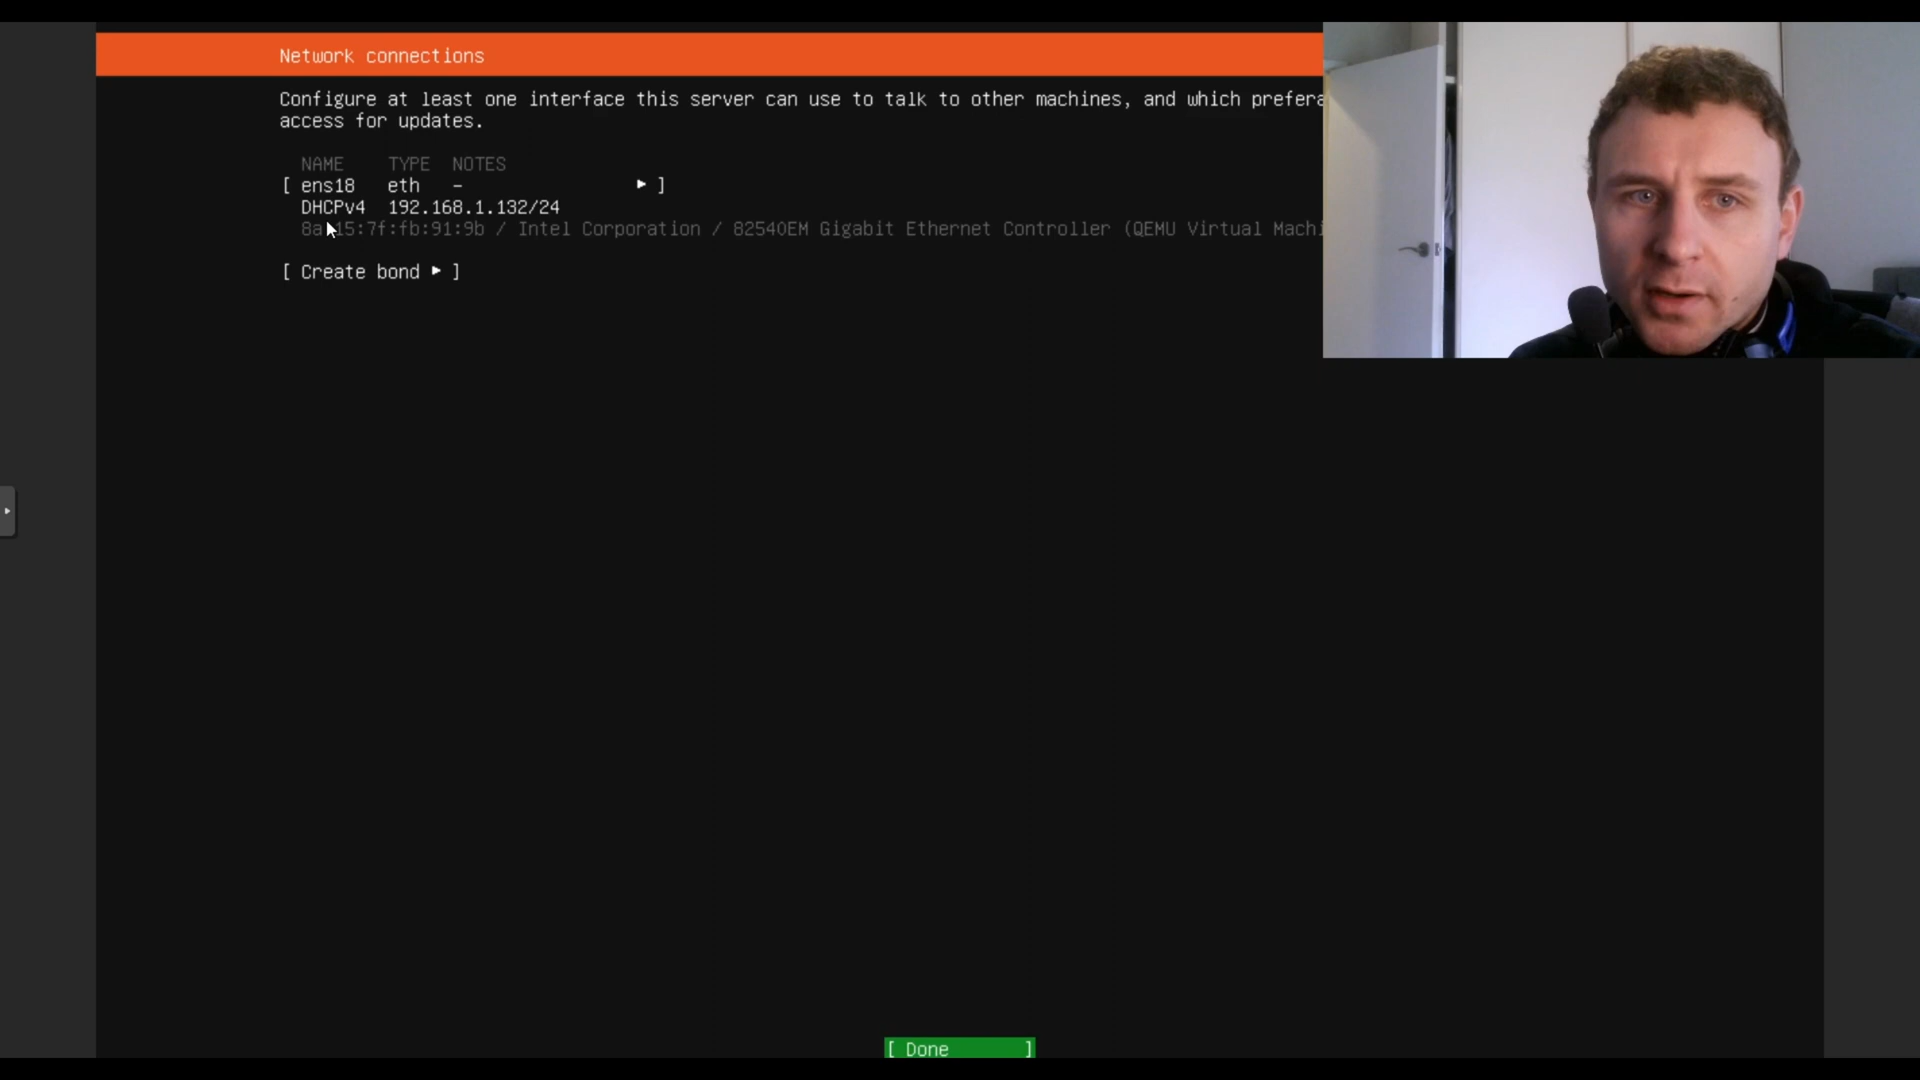 Network connections
Configure at least one interface this server can use to talk to other machines, and which
access for updates.
NAME TYPE NOTES
[ ens18 eth - ▸ ]
DHCPv4 192.168.1.132/24
15:7f:fb:91:9b / Intel Corporation / 82540EM Gigabit Ethernet Controller (QEMU Virtual
[ Create bond ▸ ]
[ Done ]